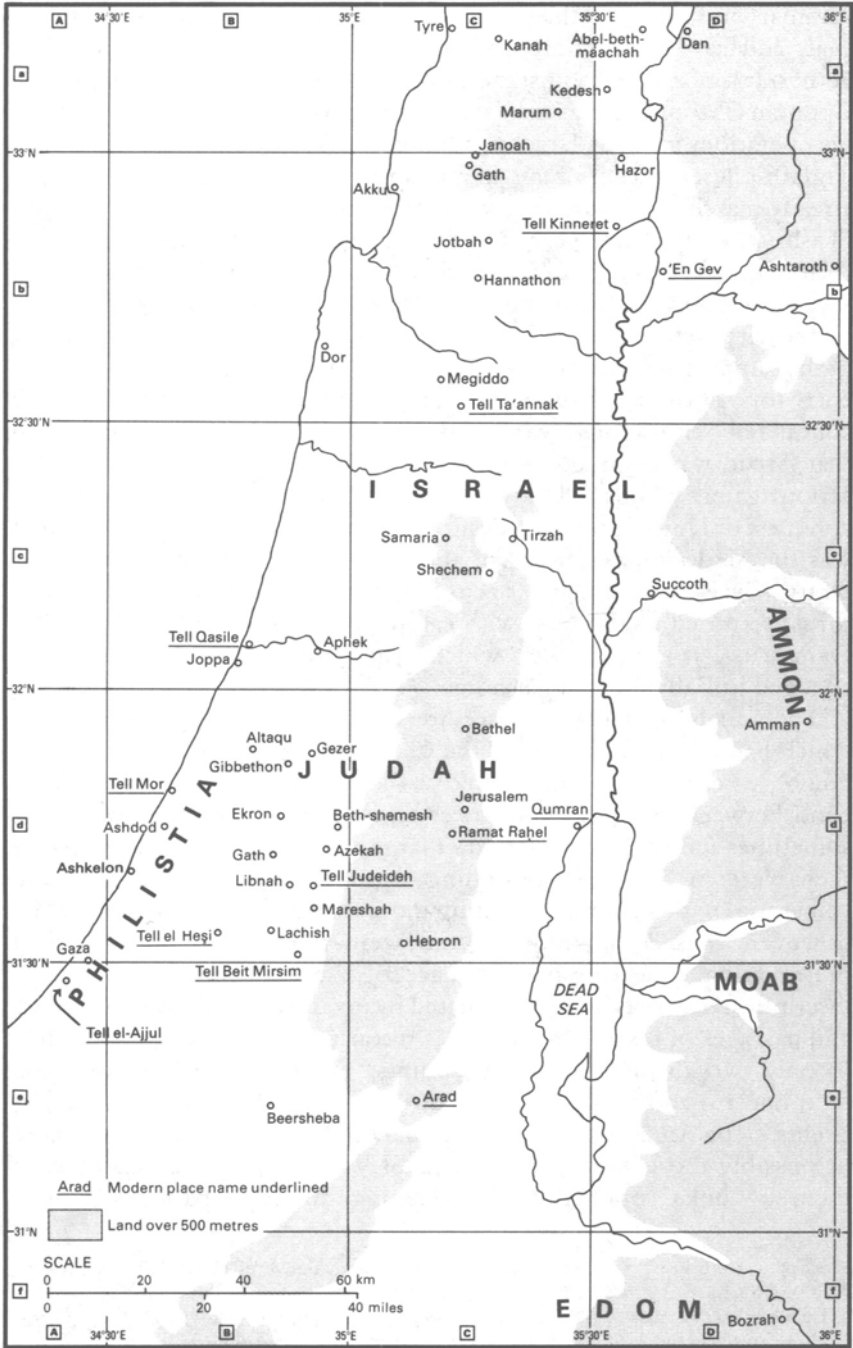 A
34°30'E
B
35°E
C
35°30'E
D
Tyre
Kanah
Abel-beth-
maachah
Dan
a
a
Kedesh
Marum
33°N
33°N
Janoah
Gath
Hazor
Akku
Tell Kinneret
Jotbah
'En Gev
Ashtaroth
Hannathon
b
b
Dor
Megiddo
Tell Ta'annak
32°30'N
32°30'N
ISRAEL
Samaria
Tirzah
c
c
Shechem
Succoth
AMMON
Tell Qasile
Aphek
Joppa
32°N
32°N
Amman
Bethel
Altaqu
Gezer
Gibbethon
JUDAH
Tell Mor
Jerusalem
Qumran
Ekron
Beth-shemesh
d
d
Ashdod
Ramat Rahel
PHILISTIA
Gath
Azekah
Ashkelon
Libnah
Tell Judeideh
Mareshah
Tell el Ḥeṣi
Lachish
Hebron
Gaza
31°30'N
31°30'N
Tell Beit Mirsim
MOAB
DEAD
SEA
Tell el-Ajjul
Arad
e
e
Beersheba
Arad Modern place name underlined
Land over 500 metres
31°N
31°N
SCALE
0 20 40 60 km
0 20 40 miles
f
f
EDOM
Bozrah
A
34°30'E
B
35°E
C
35°30'E
D
36°E